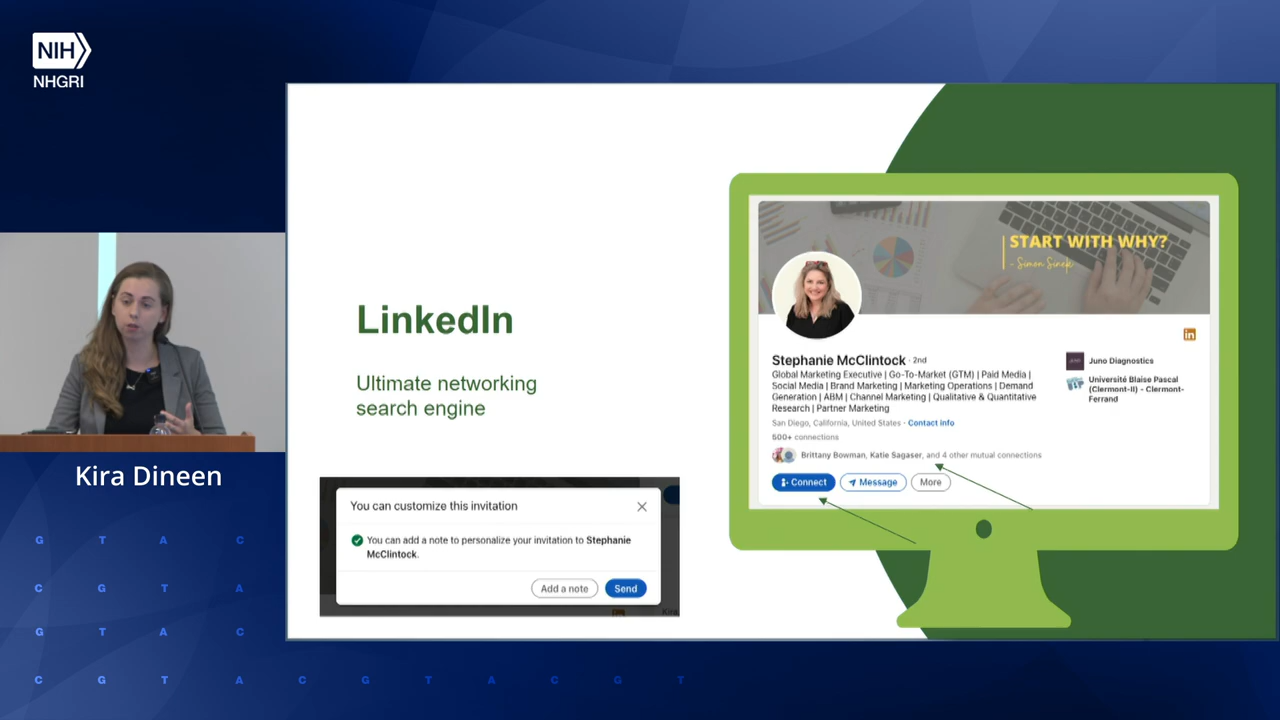 NIH
NHGRI
Kira Dineen
G T A C
C G T A
G T A C
C G T A C G T A C G T
LinkedIn
Ultimate networking
search engine
You can customize this invitation
You can add a note to personalize your invitation to Stephanie
McClintock.
Add a note
Send
START WITH WHY?
- Simon Sinek
Stephanie McClintock · 2nd
Global Marketing Executive | Go-To-Market (GTM) | Paid Media |
Social Media | Brand Marketing | Marketing Operations | Demand
Generation | ABM | Channel Marketing | Qualitative & Quantitative
Research | Partner Marketing
San Diego, California, United States · Contact info
500+ connections
Brittany Bowman, Katie Sagaser, and 4 other mutual connections
Connect
Message
More
in
Juno Diagnostics
Université Blaise Pascal
(Clermont-II) - Clermont-
Ferrand